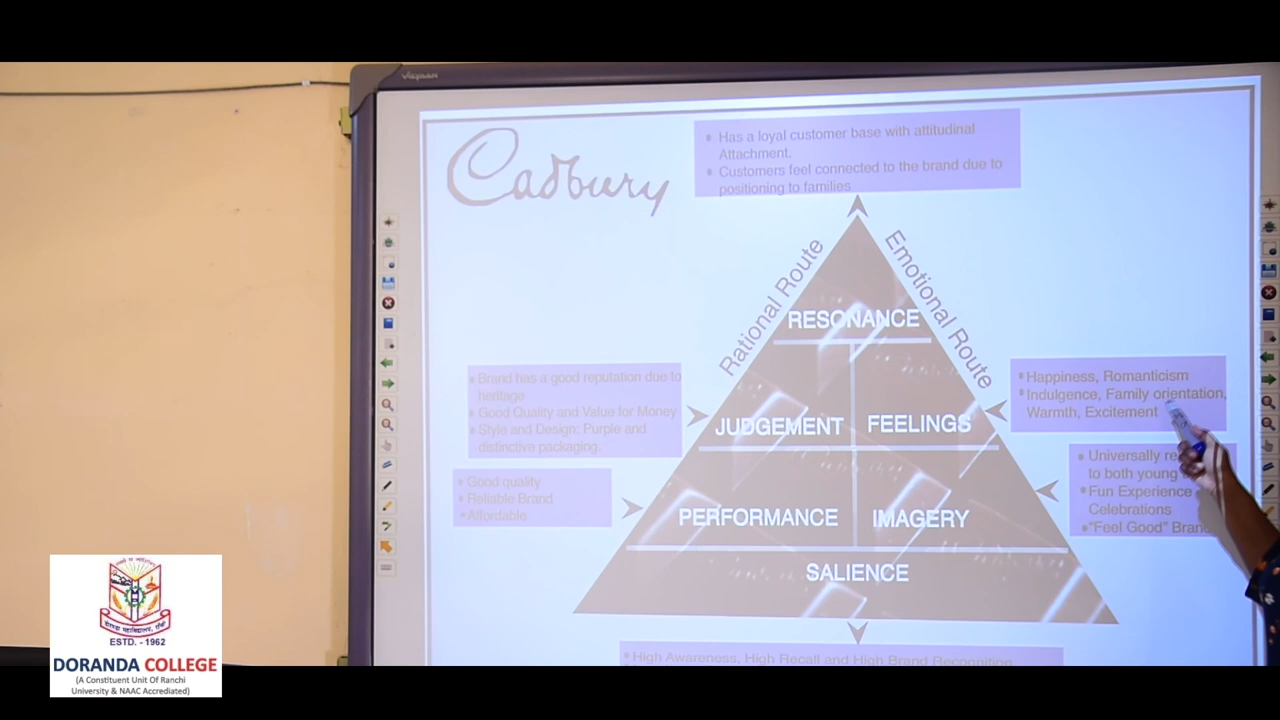 Cadbury
• Has a loyal customer base with attitudinal
Attachment.
• Customers feel connected to the brand due to
positioning to families
Rational Route
Emotional Route
RESONANCE
• Brand has a good reputation due to
heritage
• Good Quality and Value for Money
• Style and Design: Purple and
distinctive packaging.
JUDGEMENT
FEELINGS
• Happiness, Romanticism
• Indulgence, Family orientation,
Warmth, Excitement
• Good quality
• Reliable Brand
• Affordable
PERFORMANCE
IMAGERY
• Universally
to both young
• Fun Experience
Celebrations
• "Feel Good" Brand
SALIENCE
• High Awareness, High Recall and High Brand Recognition
ESTD. - 1962
DORANDA COLLEGE
(A Constituent Unit Of Ranchi
University & NAAC Accredited)